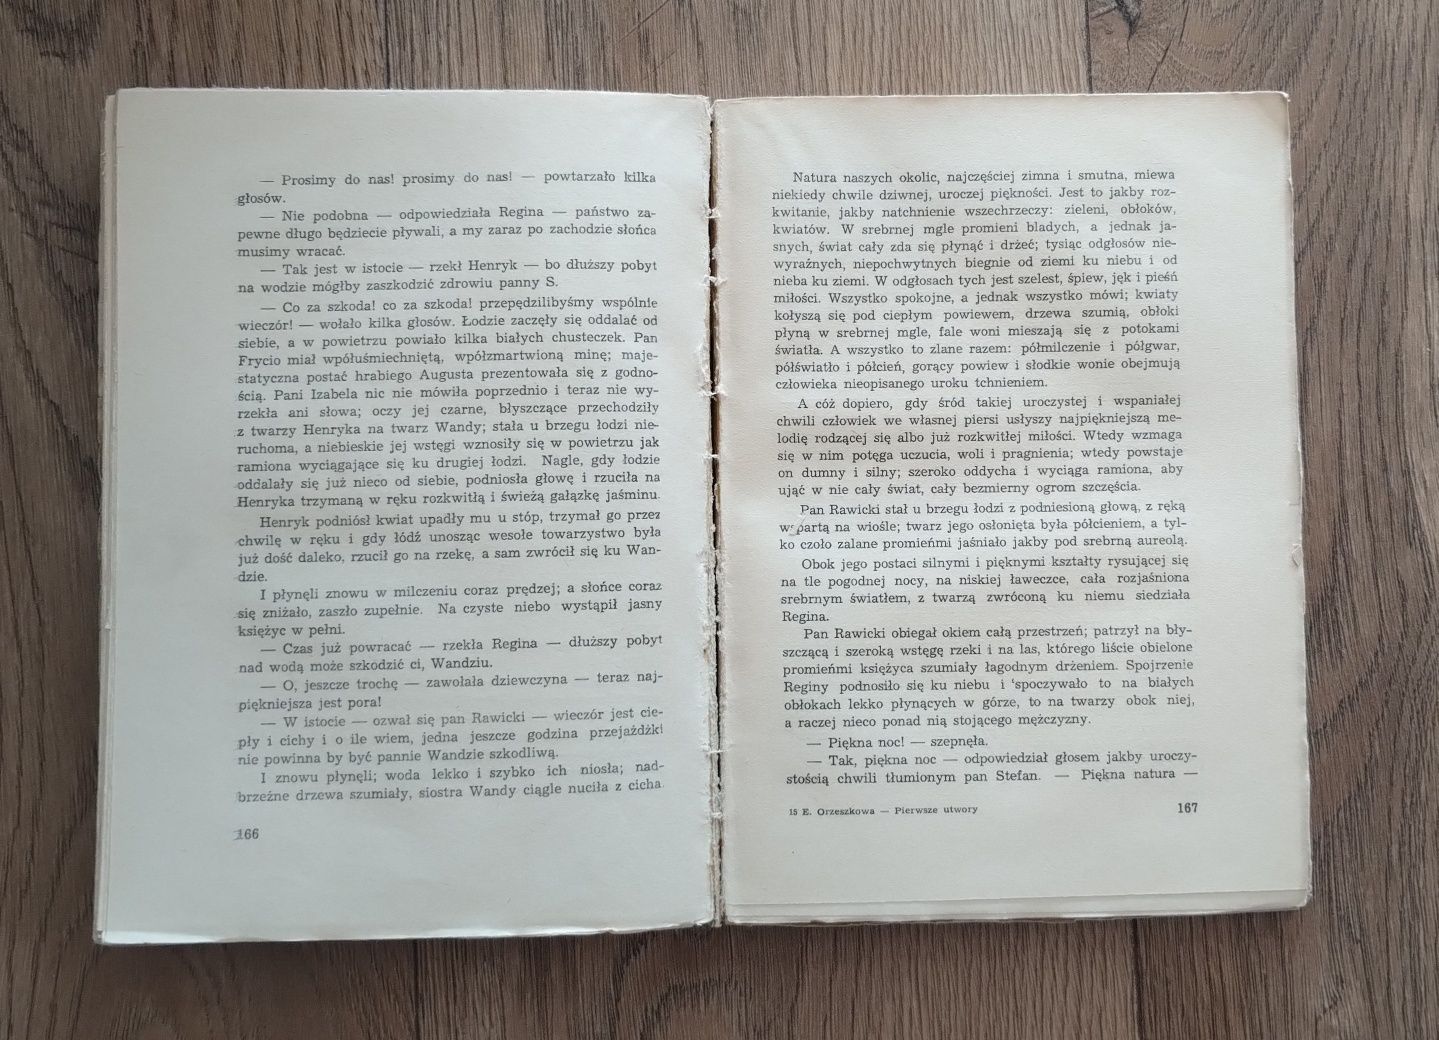 — Prosimy do nas! prosimy do nas! — powtarzało kilka
głosów.
— Nie podobna — odpowiedziała Regina — państwo za-
pewne długo będziecie pływali, a my zaraz po zachodzie słońca
musimy wracać.
— Tak jest w istocie — rzekł Henryk — bo dłuższy pobyt
na wodzie mógłby zaszkodzić zdrowiu panny S.
— Co za szkoda! co za szkoda! przepędzilibyśmy wspólnie
wieczór! — wołało kilka głosów. Łodzie zaczęły się oddalać od
siebie, a w powietrzu powiało kilka białych chusteczek. Pan
Frycio miał wpółuśmiechniętą, wpółzmartwioną minę; maje-
statyczna postać hrabiego Augusta prezentowała się z godno-
ścią. Pani Izabela nic nie mówiła poprzednio i teraz nie wy-
rzekła ani słowa; oczy jej czarne, błyszczące przechodziły
z twarzy Henryka na twarz Wandy; stała u brzegu łodzi nie-
ruchoma, a niebieskie jej wstęgi wznosiły się w powietrzu jak
ramiona wyciągające się ku drugiej łodzi. Nagle, gdy łodzie
oddalały się już nieco od siebie, podniosła głowę i rzuciła na
Henryka trzymaną w ręku rozkwitłą i świeżą gałązkę jaśminu.
Henryk podniósł kwiat upadły mu u stóp, trzymał go przez
chwilę w ręku i gdy łódź unosząc wesołe towarzystwo była
już dość daleko, rzucił go na rzekę, a sam zwrócił się ku Wan-
dzie.
I płynęli znowu w milczeniu coraz prędzej; a słońce coraz
się zniżało, zaszło zupełnie. Na czyste niebo wystąpił jasny
księżyc w pełni.
— Czas już powracać — rzekła Regina — dłuższy pobyt
nad wodą może szkodzić ci, Wandziu.
— O, jeszcze trochę — zawołała dziewczyna — teraz naj-
piękniejsza jest pora!
— W istocie — ozwał się pan Rawicki — wieczór jest cie-
pły i cichy i o ile wiem, jedna jeszcze godzina przejażdżki
nie powinna by być pannie Wandzie szkodliwą.
I znowu płynęli; woda lekko i szybko ich niosła; nad-
brzeżne drzewa szumiały, siostra Wandy ciągle nuciła z cicha.
166
Natura naszych okolic, najczęściej zimna i smutna, miewa
niekiedy chwile dziwnej, uroczej piękności. Jest to jakby roz-
kwitanie, jakby natchnienie wszechrzeczy: zieleni, obłoków,
kwiatów. W srebrnej mgle promieni bladych, a jednak ja-
snych, świat cały zda się płynąć i drżeć; tysiąc odgłosów nie-
wyraźnych, niepochwytnych biegnie od ziemi ku niebu i od
nieba ku ziemi. W odgłosach tych jest szelest, śpiew, jęk i pieśń
miłości. Wszystko spokojne, a jednak wszystko mówi; kwiaty
kołyszą się pod ciepłym powiewem, drzewa szumią, obłoki
płyną w srebrnej mgle, fale woni mieszają się z potokami
światła. A wszystko to zlane razem: półmilczenie i półgwar,
półświatło i półcień, gorący powiew i słodkie wonie obejmują
człowieka nieopisanego uroku tchnieniem.
A cóż dopiero, gdy śród takiej uroczystej i wspaniałej
chwili człowiek we własnej piersi usłyszy najpiękniejszą me-
lodię rodzącej się albo już rozkwitłej miłości. Wtedy wzmaga
się w nim potęga uczucia, woli i pragnienia; wtedy powstaje
on dumny i silny; szeroko oddycha i wyciąga ramiona, aby
ująć w nie cały świat, cały bezmierny ogrom szczęścia.
Pan Rawicki stał u brzegu łodzi z podniesioną głową, z ręką
wspartą na wiośle; twarz jego osłonięta była półcieniem, a tyl-
ko czoło zalane promieńmi jaśniało jakby pod srebrną aureolą.
Obok jego postaci silnymi i pięknymi kształty rysującej się
na tle pogodnej nocy, na niskiej ławeczce, cała rozjaśniona
srebrnym światłem, z twarzą zwróconą ku niemu siedziała
Regina.
Pan Rawicki obiegał okiem całą przestrzeń; patrzył na bły-
szczącą i szeroką wstęgę rzeki i na las, którego liście obielone
promieńmi księżyca szumiały łagodnym drżeniem. Spojrzenie
Reginy podnosiło się ku niebu i spoczywało to na białych
obłokach lekko płynących w górze, to na twarzy obok niej,
a raczej nieco ponad nią stojącego mężczyzny.
— Piękna noc! — szepnęła.
— Tak, piękna noc — odpowiedział głosem jakby uroczy-
stością chwili tłumionym pan Stefan. — Piękna natura —
15 E. Orzeszkowa — Pierwsze utwory
167